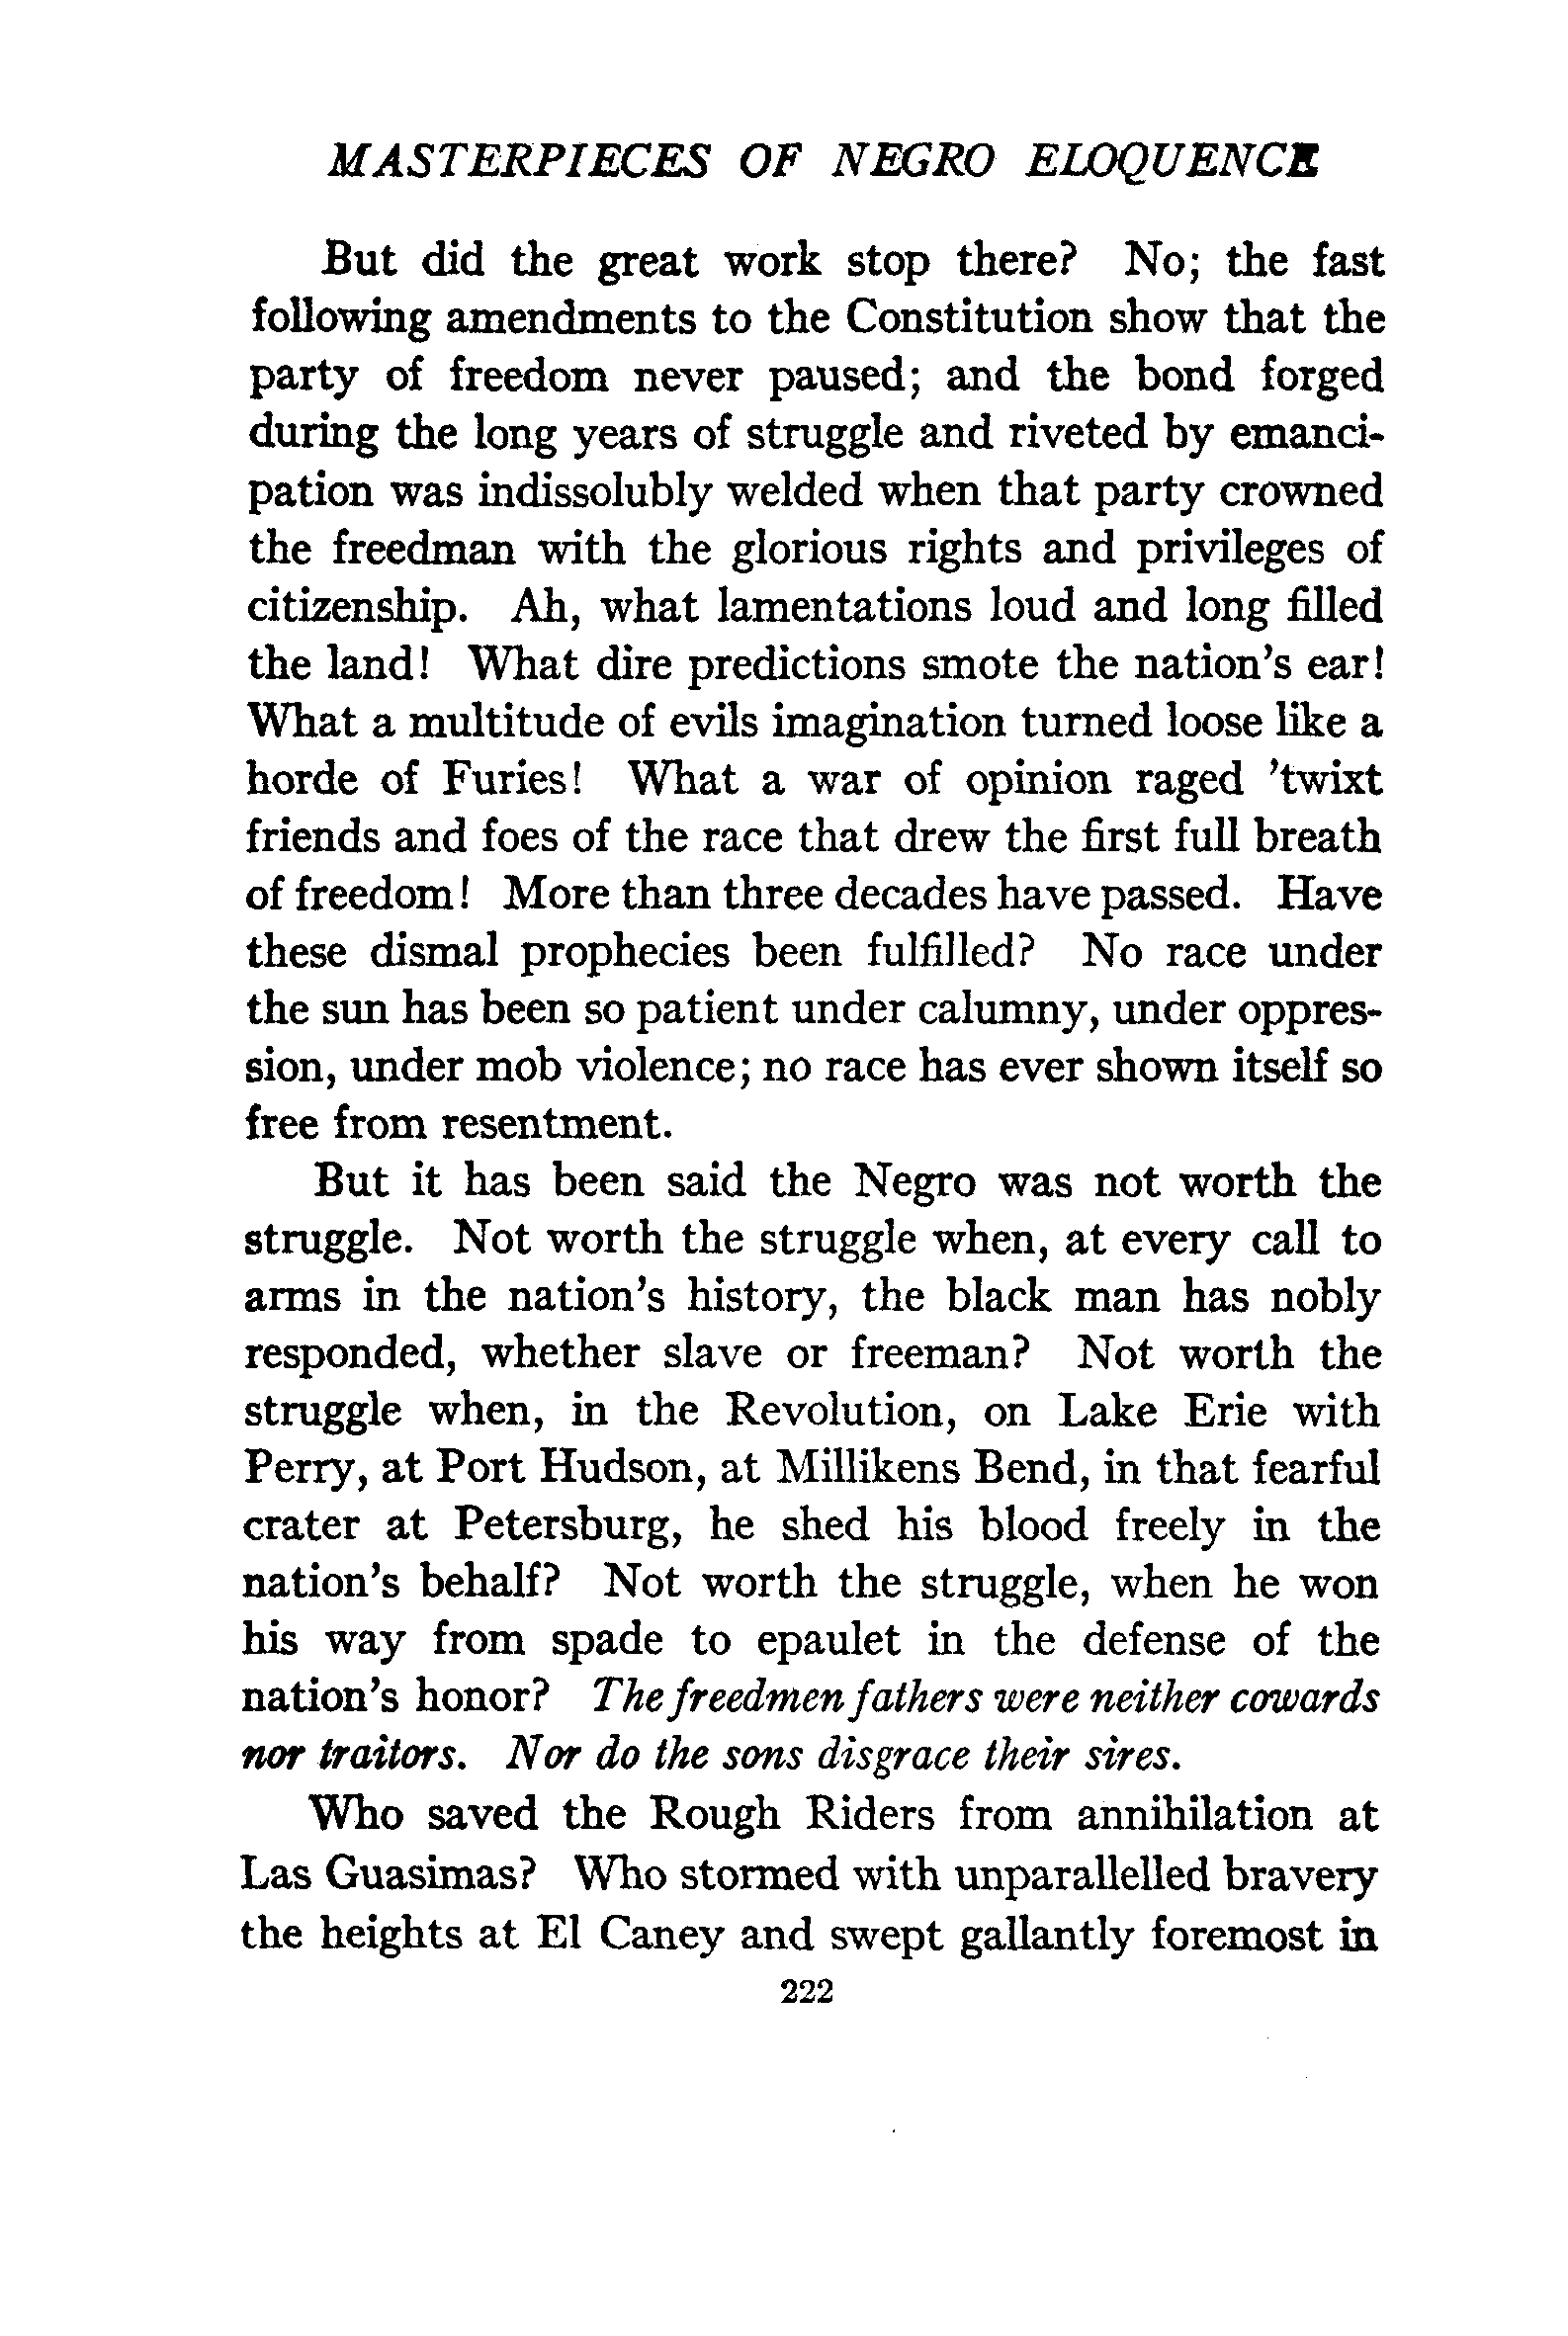 MASTERPIECES OF NEGRO ELOQUENCE
But did the great work stop there? No; the fast
following amendments to the Constitution show that the
party of freedom never paused; and the bond forged
during the long years of struggle and riveted by emanci-
pation was indissolubly welded when that party crowned
the freedman with the glorious rights and privileges of
citizenship. Ah, what lamentations loud and long filled
the land! What dire predictions smote the nation's ear!
What a multitude of evils imagination turned loose like a
horde of Furies! What a war of opinion raged 'twixt
friends and foes of the race that drew the first full breath
of freedom! More than three decades have passed. Have
these dismal prophecies been fulfilled? No race under
the sun has been so patient under calumny, under oppres-
sion, under mob violence; no race has ever shown itself so
free from resentment.
But it has been said the Negro was not worth the
struggle. Not worth the struggle when, at every call to
arms in the nation's history, the black man has nobly
responded, whether slave or freeman? Not worth the
struggle when, in the Revolution, on Lake Erie with
Perry, at Port Hudson, at Millikens Bend, in that fearful
crater at Petersburg, he shed his blood freely in the
nation's behalf? Not worth the struggle, when he won
his way from spade to epaulet in the defense of the
nation's honor? The freedmen fathers were neither cowards
nor traitors. Nor do the sons disgrace their sires.
Who saved the Rough Riders from annihilation at
Las Guasimas? Who stormed with unparallelled bravery
the heights at El Caney and swept gallantly foremost in
222